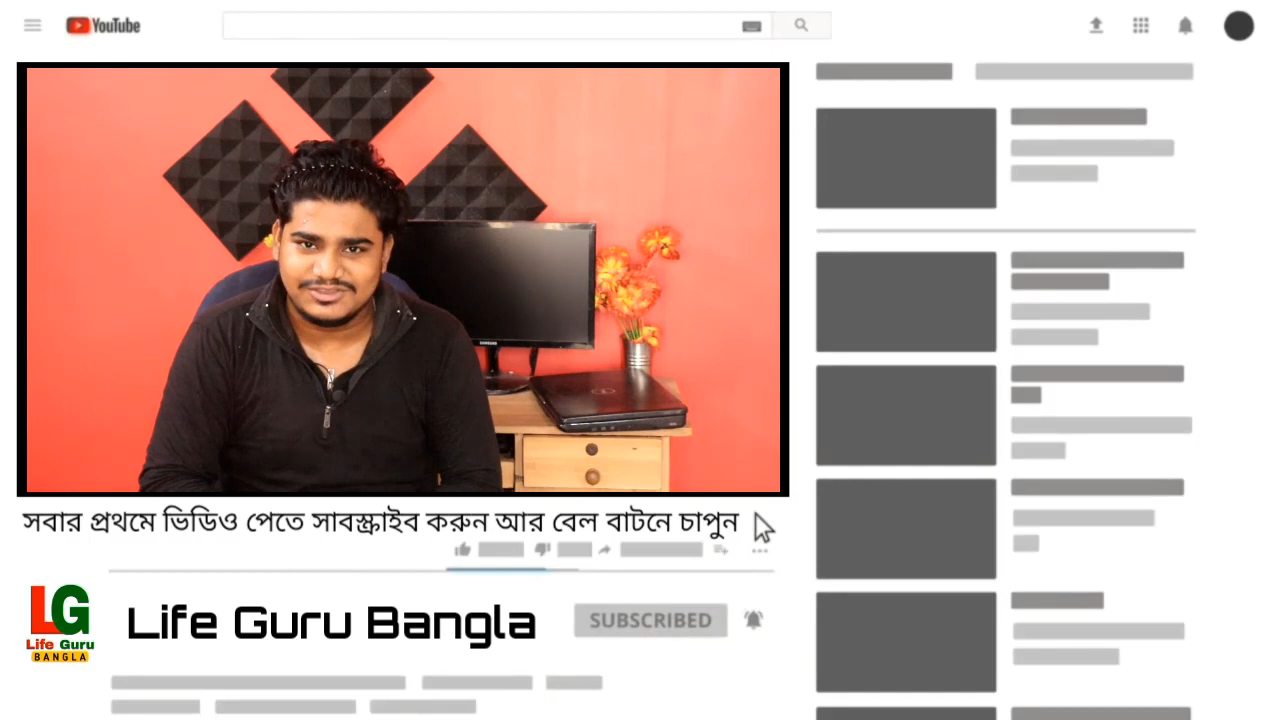 YouTube
SAMSUNG
সবার প্রথমে ভিডিও পেতে সাবস্ক্রাইব করুন আর বেল বাটনে চাপুন
LG
Life Guru
BANGLA
Life Guru Bangla
SUBSCRIBED